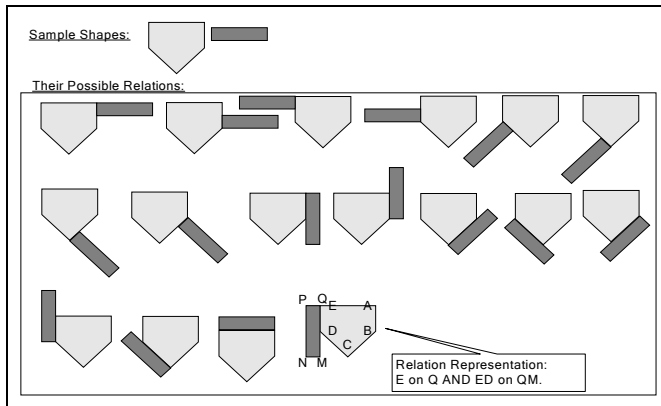 Sample Shapes:
Their Possible Relations:
P Q E A
D B
C
N M
Relation Representation:
E on Q AND ED on QM.